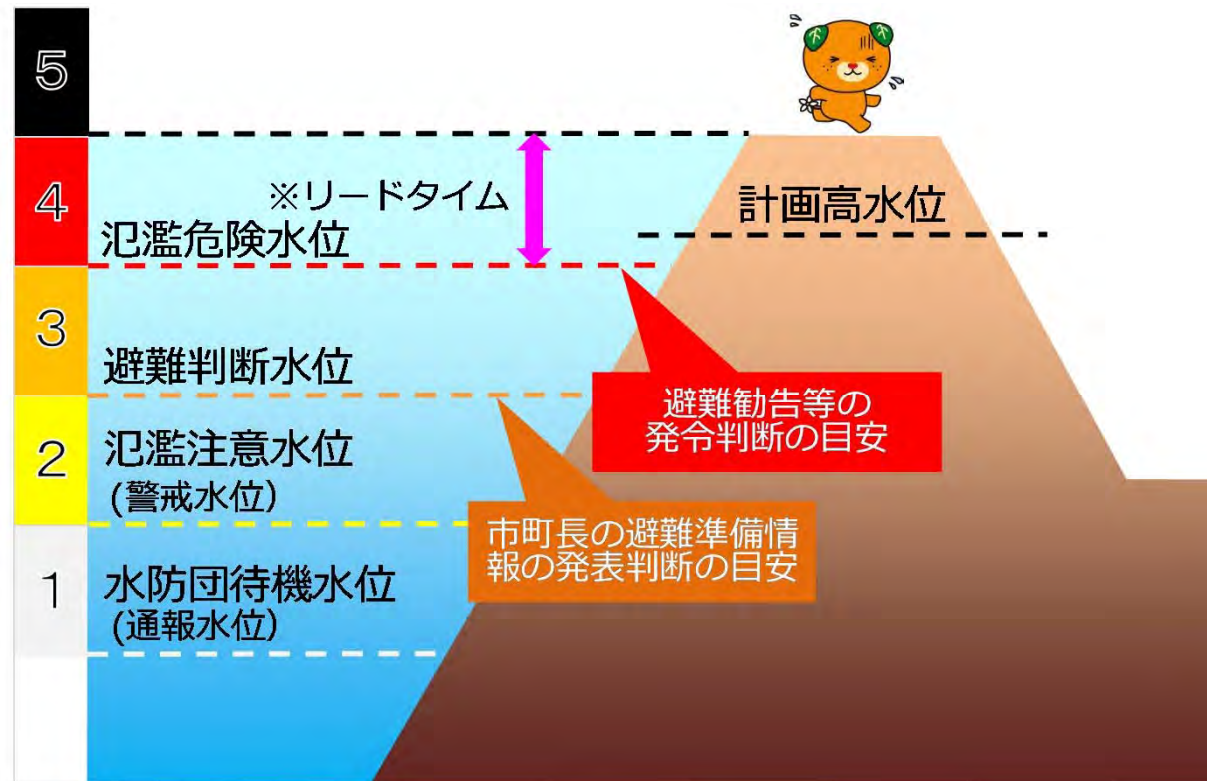 5
4
※リードタイム
氾濫危険水位
計画高水位
3
避難判断水位
避難勧告等の
発令判断の目安
2
氾濫注意水位
(警戒水位)
市町長の避難準備情
報の発表判断の目安
1
水防団待機水位
(通報水位)